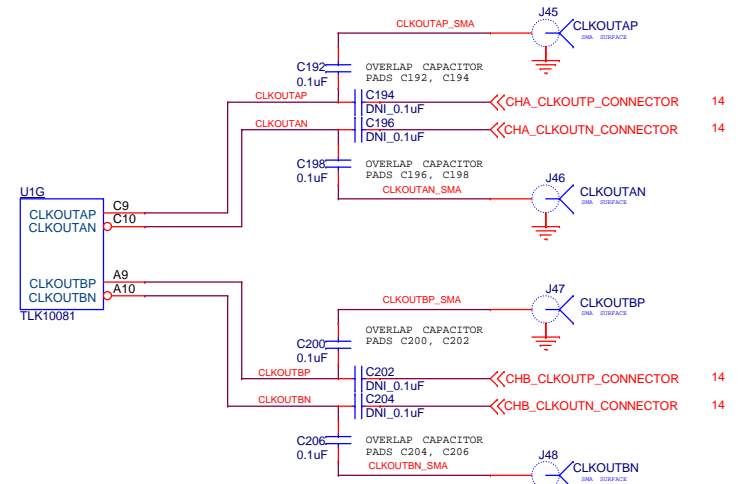 J45
CLKOUTAP_SMA
CLKOUTAP
SMA SURFACE
C192
0.1uF
OVERLAP CAPACITOR
PADS C192, C194
CLKOUTAP
C194
DNI_0.1uF
CHA_CLKOUTP_CONNECTOR 14
CLKOUTAN
C196
DNI_0.1uF
CHA_CLKOUTN_CONNECTOR 14
C198
0.1uF
OVERLAP CAPACITOR
PADS C196, C198
J46
CLKOUTAN_SMA
CLKOUTAN
SMA SURFACE
U1G
CLKOUTAP C9
CLKOUTAN C10
CLKOUTBP A9
CLKOUTBN A10
TLK10081
J47
CLKOUTBP_SMA
CLKOUTBP
SMA SURFACE
C200
0.1uF
OVERLAP CAPACITOR
PADS C200, C202
CLKOUTBP
C202
DNI_0.1uF
CHB_CLKOUTP_CONNECTOR 14
CLKOUTBN
C204
DNI_0.1uF
CHB_CLKOUTN_CONNECTOR 14
C206
0.1uF
OVERLAP CAPACITOR
PADS C204, C206
J48
CLKOUTBN_SMA
CLKOUTBN
SMA SURFACE